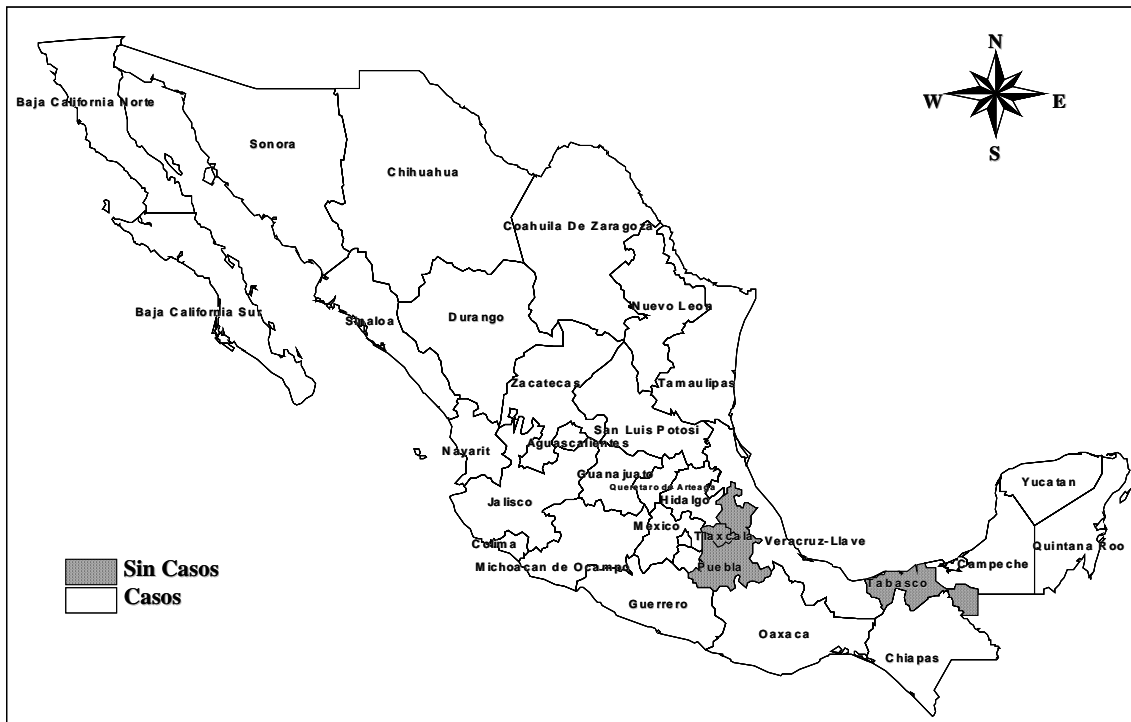 N
W E
S
Baja California Norte
Sonora
Chihuahua
Coahuila De Zaragoza
Nuevo Leon
Baja California Sur
Sinaloa
Durango
Zacatecas
Tamaulipas
San Luis Potosi
Aguascalientes
Nayarit
Guanajuato
Queretaro de Arteaga
Hidalgo
Jalisco
Yucatan
Mexico
Tlaxcala
Veracruz-Llave
Colima
Quintana Roo
Michoacan de Ocampo
Puebla
Campeche
Tabasco
Guerrero
Oaxaca
Chiapas
Sin Casos
Casos